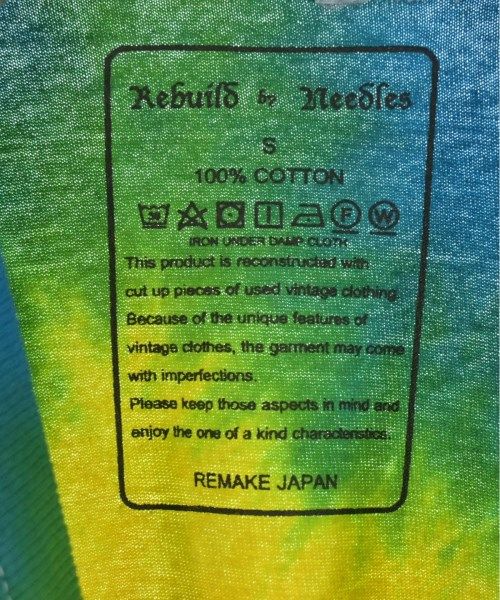 Rebuild by Needles
S
100% COTTON
30 F W
IRON UNDER DAMP CLOTH
This product is reconstructed with
cut up pieces of used vintage clothing.
Because of the unique features of
vintage clothes, the garment may come
with imperfections.
Please keep those aspects in mind and
enjoy the one of a kind characteristics.
REMAKE JAPAN